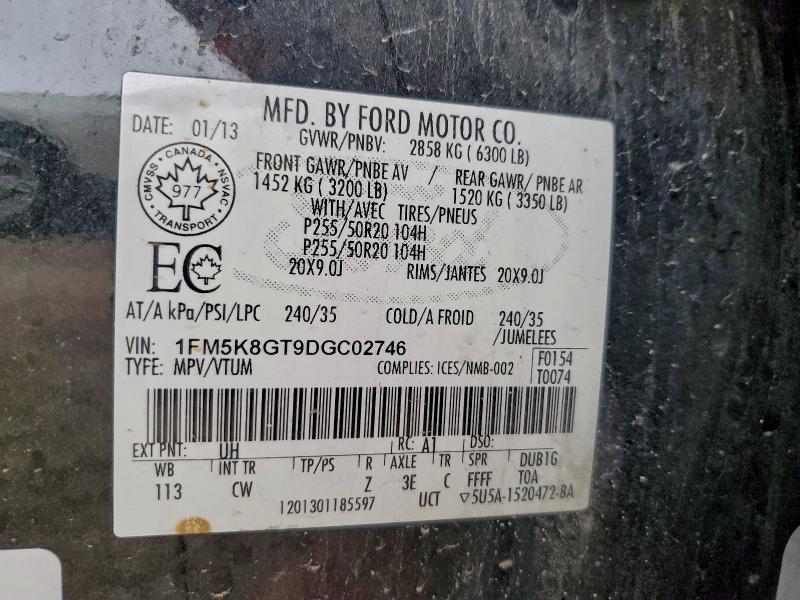 MFD. BY FORD MOTOR CO.
DATE: 01/13
GVWR/PNBV: 2858 KG ( 6300 LB)
FRONT GAWR/PNBE AV / REAR GAWR/ PNBE AR
1452 KG ( 3200 LB) 1520 KG ( 3350 LB)
WITH/AVEC TIRES/PNEUS
P255/50R20 104H
P255/50R20 104H
20X9.0J RIMS/JANTES 20X9.0J
CMVSS • CANADA • NSVAC
977
• TRANSPORT •
EC
AT/A kPa/PSI/LPC 240/35 COLD/A FROID 240/35
/JUMELEES
VIN: 1FM5K8GT9DGC02746
TYPE: MPV/VTUM COMPLIES: ICES/NMB-002
F0154
T0074
EXT PNT: UH RC: A1 DSO:
WB INT TR TP/PS R AXLE TR SPR DUB1G
113 CW Z 3E C FFFF TOA
1201301185597 UCT ▽5U5A-1520472-BA